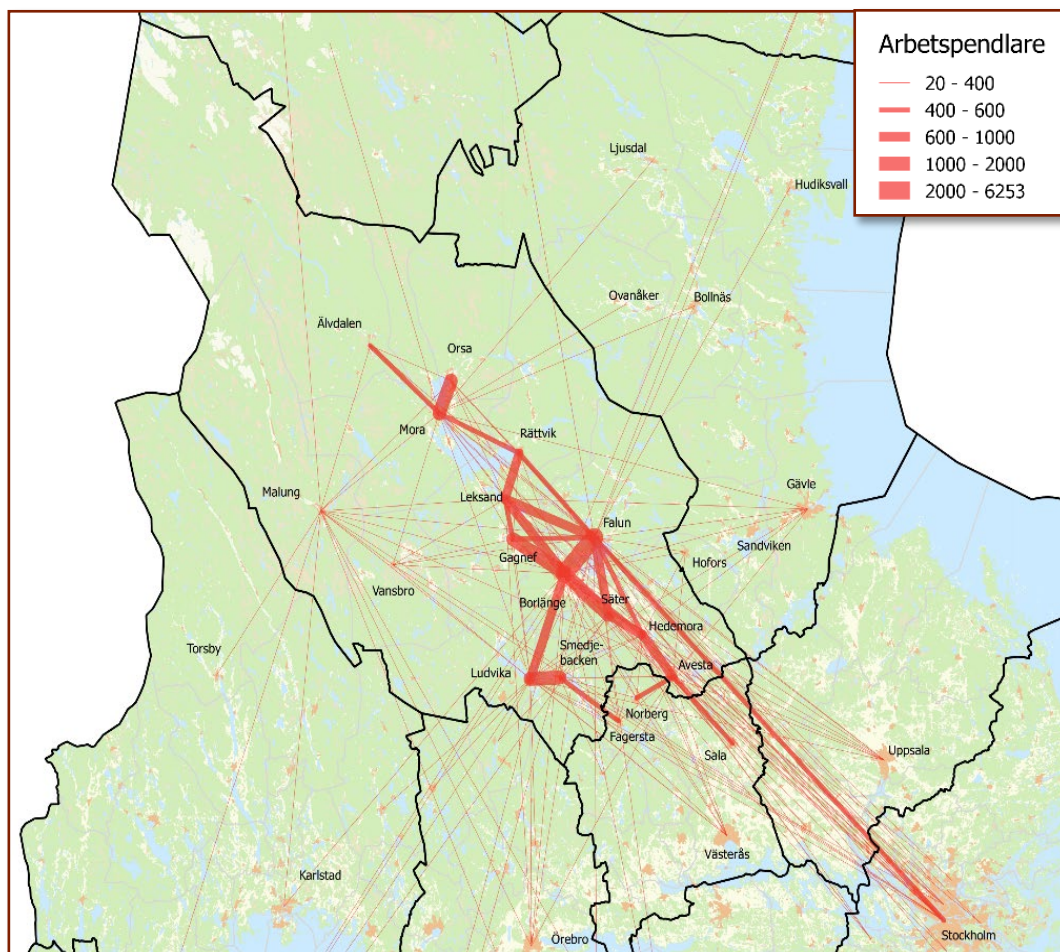 Arbetspendlare
20 - 400
400 - 600
600 - 1000
1000 - 2000
2000 - 6253
Ljusdal
Hudiksvall
Ovanåker
Bollnäs
Älvdalen
Orsa
Mora
Rättvik
Malung
Leksand
Gävle
Falun
Sandviken
Gagnef
Hofors
Vansbro
Borlänge
Säter
Hedemora
Torsby
Smedje-
backen
Ludvika
Avesta
Norberg
Fagersta
Sala
Uppsala
Västerås
Karlstad
Örebro
Stockholm